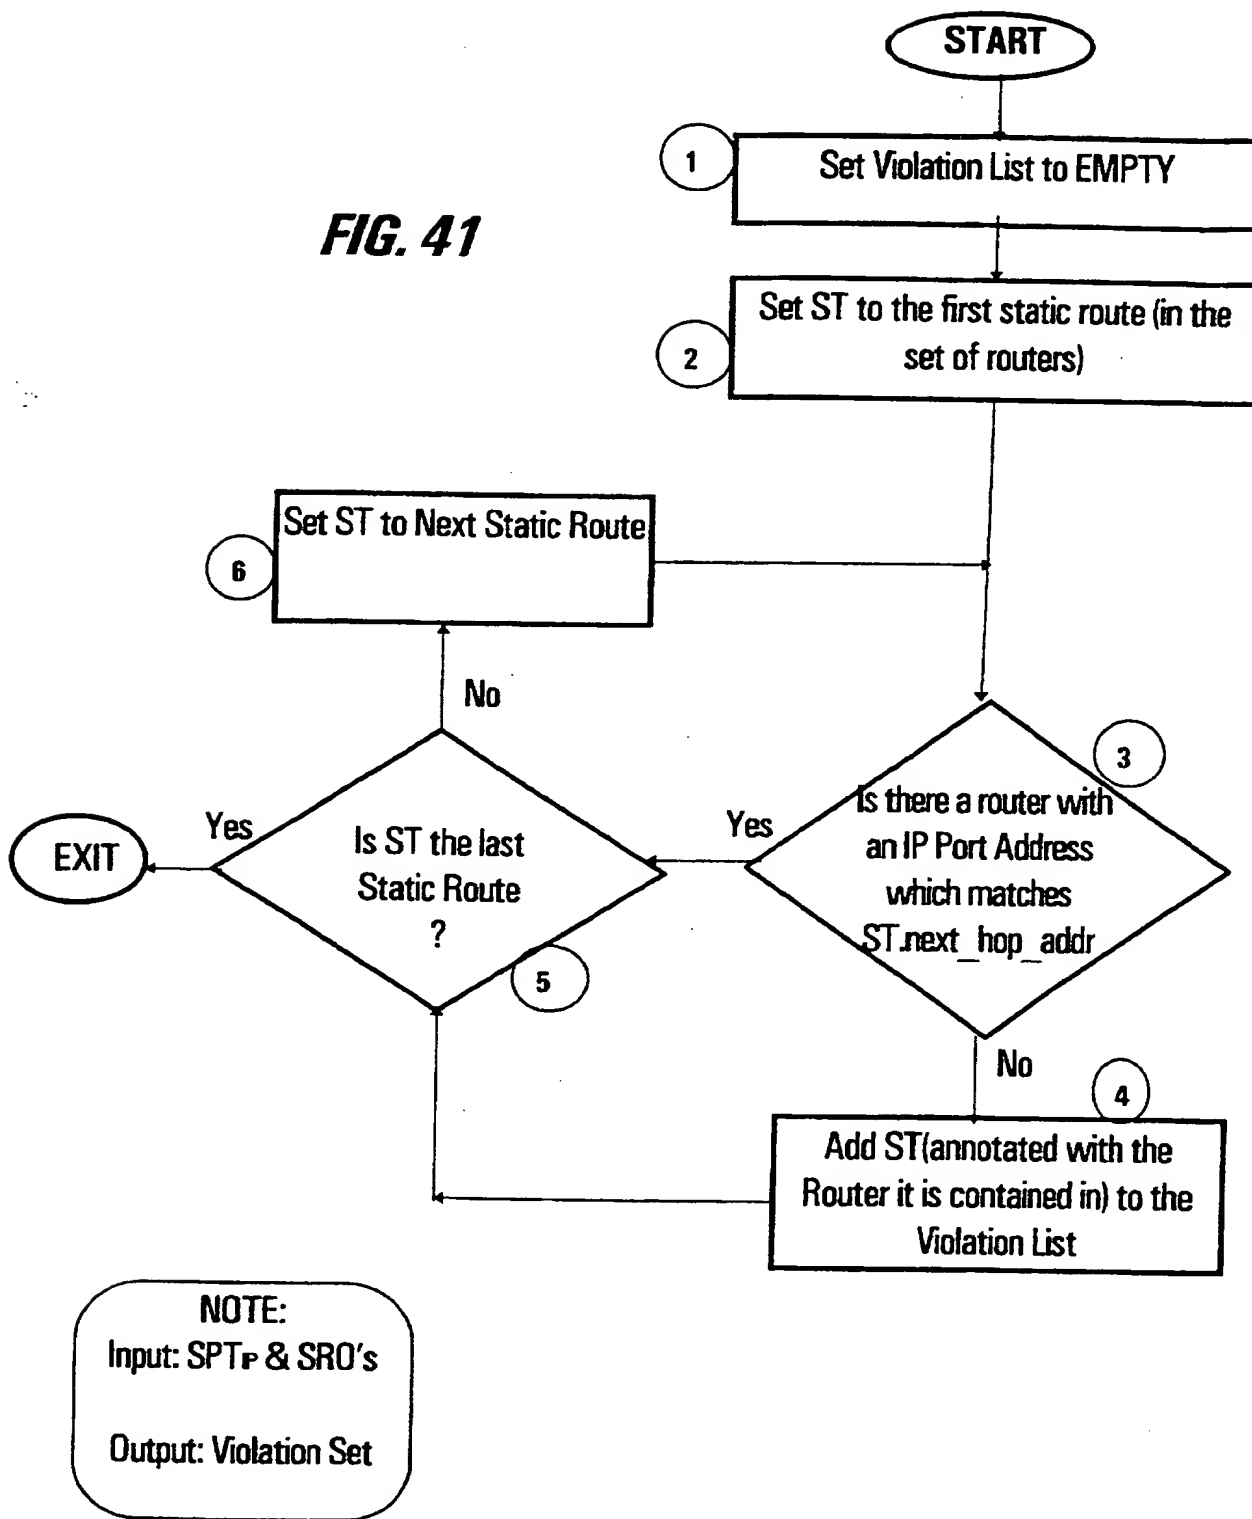 START
1
Set Violation List to EMPTY
FIG. 41
2
Set ST to the first static route (in the
set of routers)
6
Set ST to Next Static Route
No
3
Is there a router with
an IP Port Address
which matches
ST.next_hop_addr
Yes
Is ST the last
Static Route
?
5
Yes
EXIT
No
4
Add ST(annotated with the
Router it is contained in) to the
Violation List
NOTE:
Input: SPTIP & SRO's
Output: Violation Set